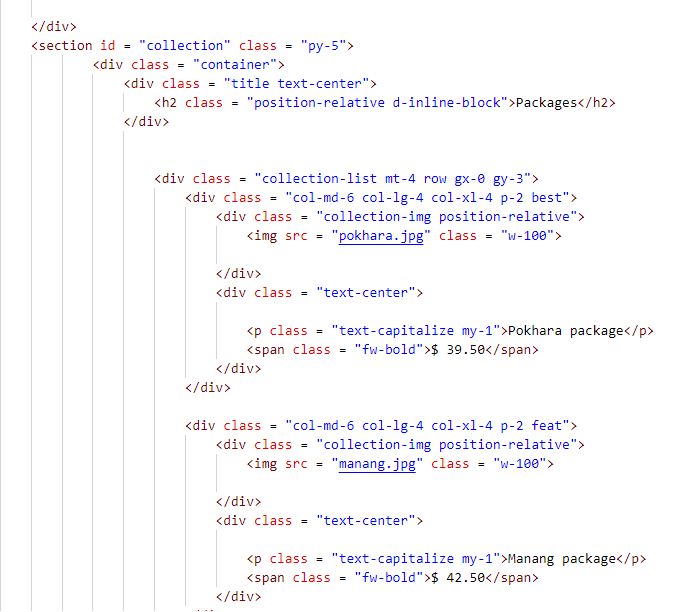 </div>
<section id = "collection" class = "py-5">
<div class = "container">
<div class = "title text-center">
<h2 class = "position-relative d-inline-block">Packages</h2>
</div>
<div class = "collection-list mt-4 row gx-0 gy-3">
<div class = "col-md-6 col-lg-4 col-xl-4 p-2 best">
<div class = "collection-img position-relative">
<img src = "pokhara.jpg" class = "w-100">
</div>
<div class = "text-center">
<p class = "text-capitalize my-1">Pokhara package</p>
<span class = "fw-bold">$ 39.50</span>
</div>
</div>
<div class = "col-md-6 col-lg-4 col-xl-4 p-2 feat">
<div class = "collection-img position-relative">
<img src = "manang.jpg" class = "w-100">
</div>
<div class = "text-center">
<p class = "text-capitalize my-1">Manang package</p>
<span class = "fw-bold">$ 42.50</span>
</div>